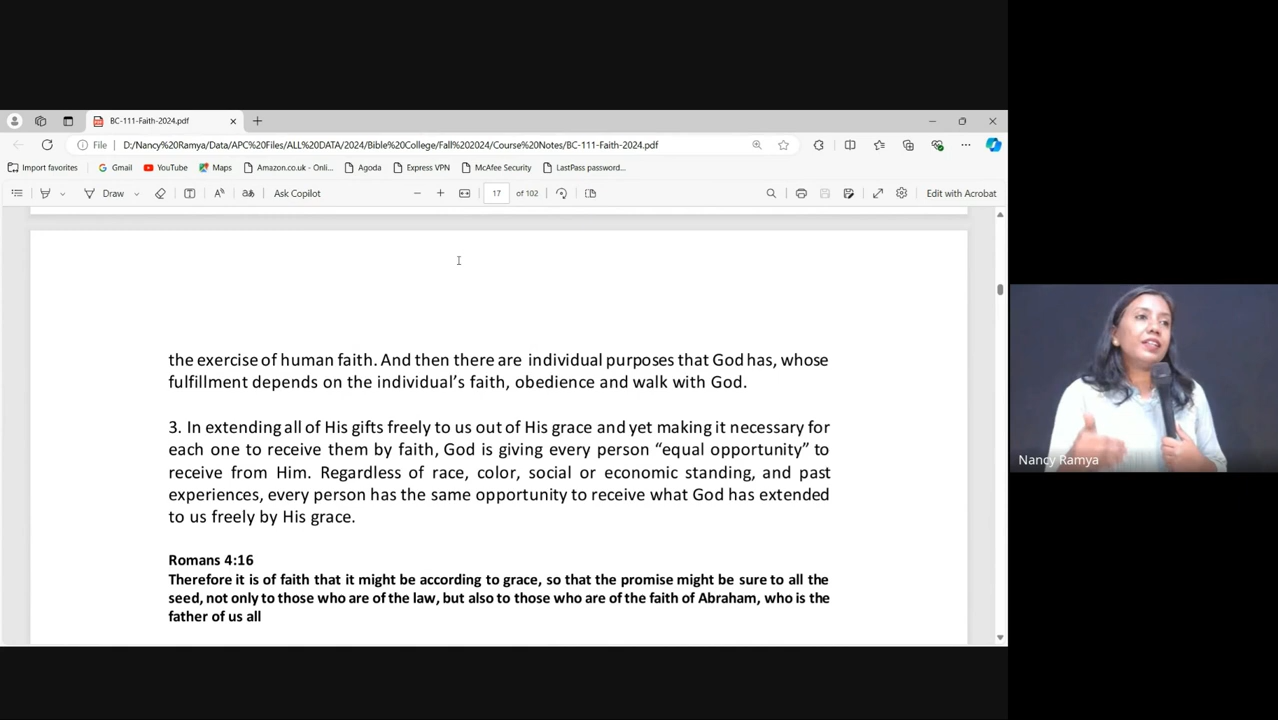 BC-111-Faith-2024.pdf
File D:/Nancy%20Ramya/Data/APC%20Files/ALL%20DATA/2024/Bible%20College/Fall%202024/Course%20Notes/BC-111-Faith-2024.pdf
Import favorites Gmail YouTube Maps Amazon.co.uk - Onli... Agoda Express VPN McAfee Security LastPass password...
Draw Ask Copilot 17 of 102 Edit with Acrobat
the exercise of human faith. And then there are individual purposes that God has, whose
fulfillment depends on the individual's faith, obedience and walk with God.
3. In extending all of His gifts freely to us out of His grace and yet making it necessary for
each one to receive them by faith, God is giving every person “equal opportunity” to
receive from Him. Regardless of race, color, social or economic standing, and past
experiences, every person has the same opportunity to receive what God has extended
to us freely by His grace.
Romans 4:16
Therefore it is of faith that it might be according to grace, so that the promise might be sure to all the
seed, not only to those who are of the law, but also to those who are of the faith of Abraham, who is the
father of us all
Nancy Ramya